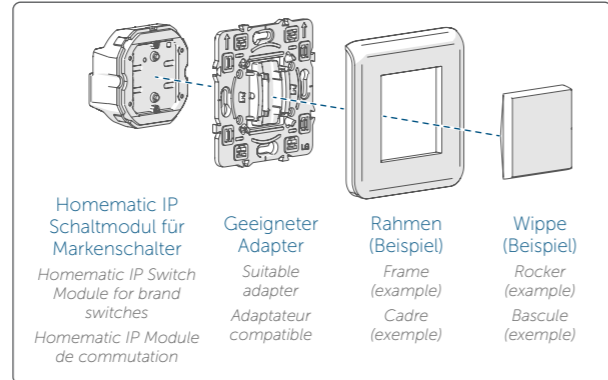 Homematic IP
Schaltmodul für
Markenschalter
Homematic IP Switch
Module for brand
switches
Homematic IP Module
de commutation
Geeigneter
Adapter
Suitable
adapter
Adaptateur
compatible
Rahmen
(Beispiel)
Frame
(example)
Cadre
(exemple)
Wippe
(Beispiel)
Rocker
(example)
Bascule
(exemple)